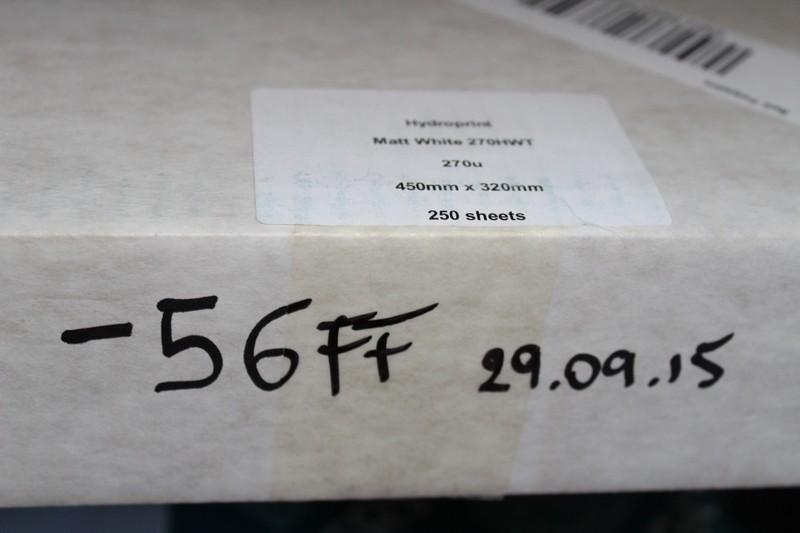 Hydroprint
Matt White 270HWT
270u
450mm x 320mm
250 sheets
-56FF 29.09.15